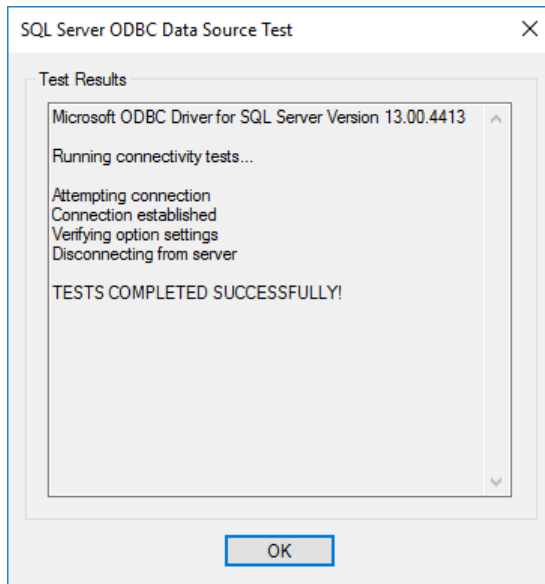 SQL Server ODBC Data Source Test
Test Results
Microsoft ODBC Driver for SQL Server Version 13.00.4413
Running connectivity tests...
Attempting connection
Connection established
Verifying option settings
Disconnecting from server
TESTS COMPLETED SUCCESSFULLY!
OK